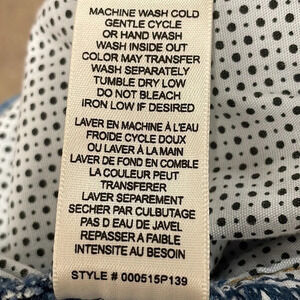 MACHINE WASH COLD
GENTLE CYCLE
OR HAND WASH
WASH INSIDE OUT
COLOR MAY TRANSFER
WASH SEPARATELY
TUMBLE DRY LOW
DO NOT BLEACH
IRON LOW IF DESIRED
LAVER EN MACHINE À L'EAU
FROIDE CYCLE DOUX
OU LAVER À LA MAIN
LAVER DE FOND EN COMBLE
LA COULEUR PEUT
TRANSFERER
LAVER SEPAREMENT
SECHER PAR CULBUTAGE
PAS D EAU DE JAVEL
REPASSER A FAIBLE
INTENSITE AU BESOIN
STYLE # 000515P139